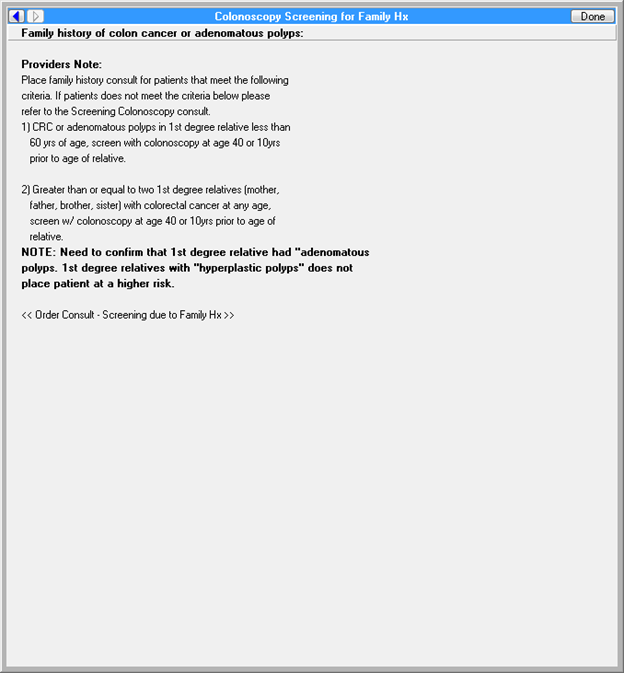 Colonoscopy Screening for Family Hx
Done
Family history of colon cancer or adenomatous polyps:
Providers Note:
Place family history consult for patients that meet the following
criteria. If patients does not meet the criteria below please
refer to the Screening Colonoscopy consult.
1) CRC or adenomatous polyps in 1st degree relative less than
60 yrs of age, screen with colonoscopy at age 40 or 10yrs
prior to age of relative.
2) Greater than or equal to two 1st degree relatives (mother,
father, brother, sister) with colorectal cancer at any age,
screen w/ colonoscopy at age 40 or 10yrs prior to age of
relative.
NOTE: Need to confirm that 1st degree relative had "adenomatous
polyps. 1st degree relatives with "hyperplastic polyps" does not
place patient at a higher risk.
<< Order Consult - Screening due to Family Hx >>